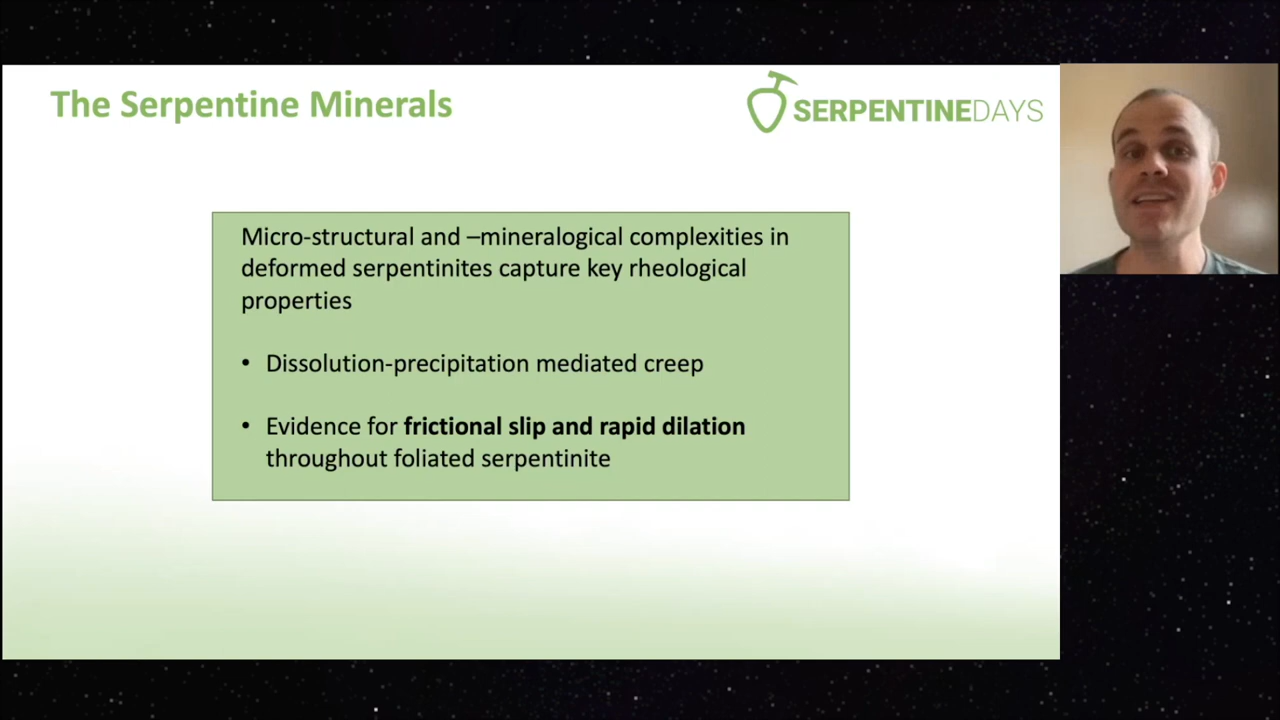 The Serpentine Minerals
SERPENTINEDAYS
Micro-structural and –mineralogical complexities in
deformed serpentinites capture key rheological
properties
• Dissolution-precipitation mediated creep
• Evidence for frictional slip and rapid dilation
throughout foliated serpentinite